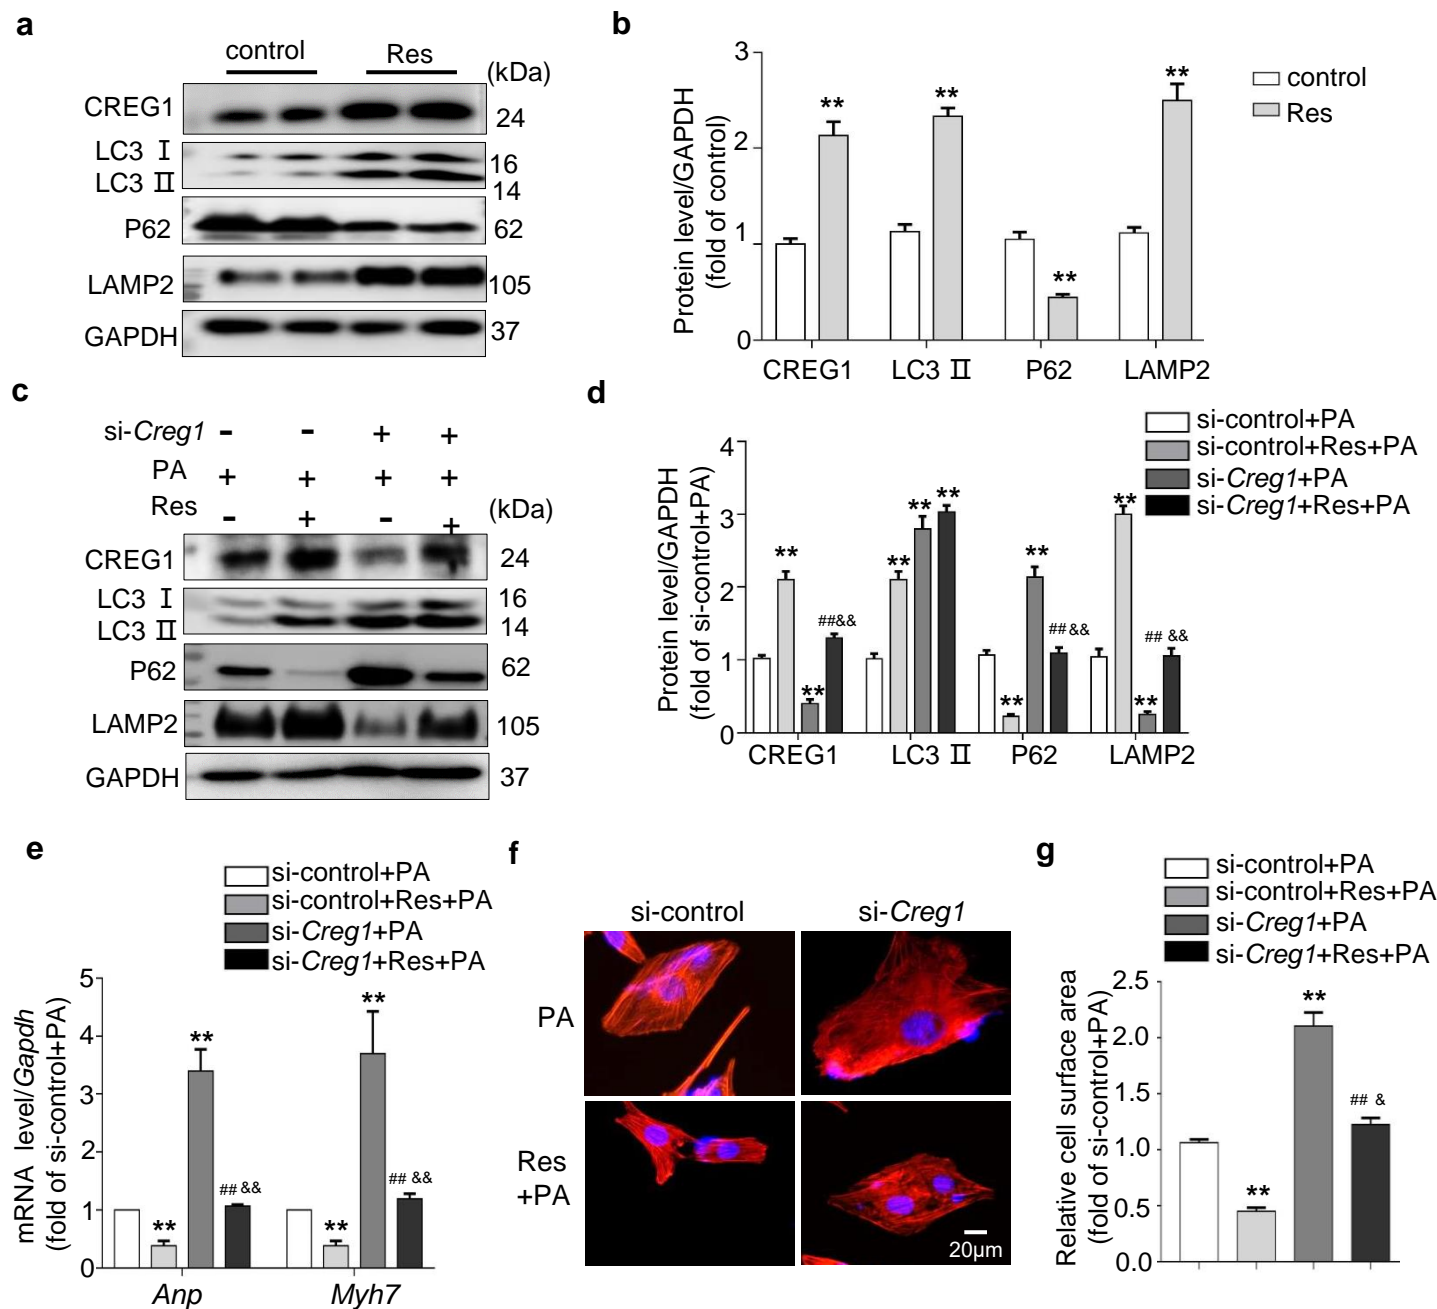 a
control
Res
(kDa)
CREG1
24
LC3 Ⅰ
16
LC3 Ⅱ
14
P62
62
LAMP2
105
GAPDH
37
b
Protein level/GAPDH
(fold of control)
3
2
1
0
**
**
**
**
CREG1
LC3 Ⅱ
P62
LAMP2
control
Res
c
si-Creg1 - - + +
PA + + + +
Res - + - +
(kDa)
CREG1
24
LC3 Ⅰ
16
LC3 Ⅱ
14
P62
62
LAMP2
105
GAPDH
37
d
si-control+PA
si-control+Res+PA
si-Creg1+PA
si-Creg1+Res+PA
Protein level/GAPDH
(fold of si-control+PA)
4
3
2
1
0
**
**
##&&
**
**
**
**
**
## &&
**
**
## &&
CREG1
LC3 Ⅱ
P62
LAMP2
e
si-control+PA
si-control+Res+PA
si-Creg1+PA
si-Creg1+Res+PA
mRNA level/Gapdh
(fold of si-control+PA)
5
4
3
2
1
0
**
**
## &&
**
**
## &&
Anp
Myh7
f
si-control
si-Creg1
PA
Res
+PA
20μm
g
si-control+PA
si-control+Res+PA
si-Creg1+PA
si-Creg1+Res+PA
Relative cell surface area
(fold of si-control+PA)
2.5
2.0
1.5
1.0
0.5
0.0
**
**
## &